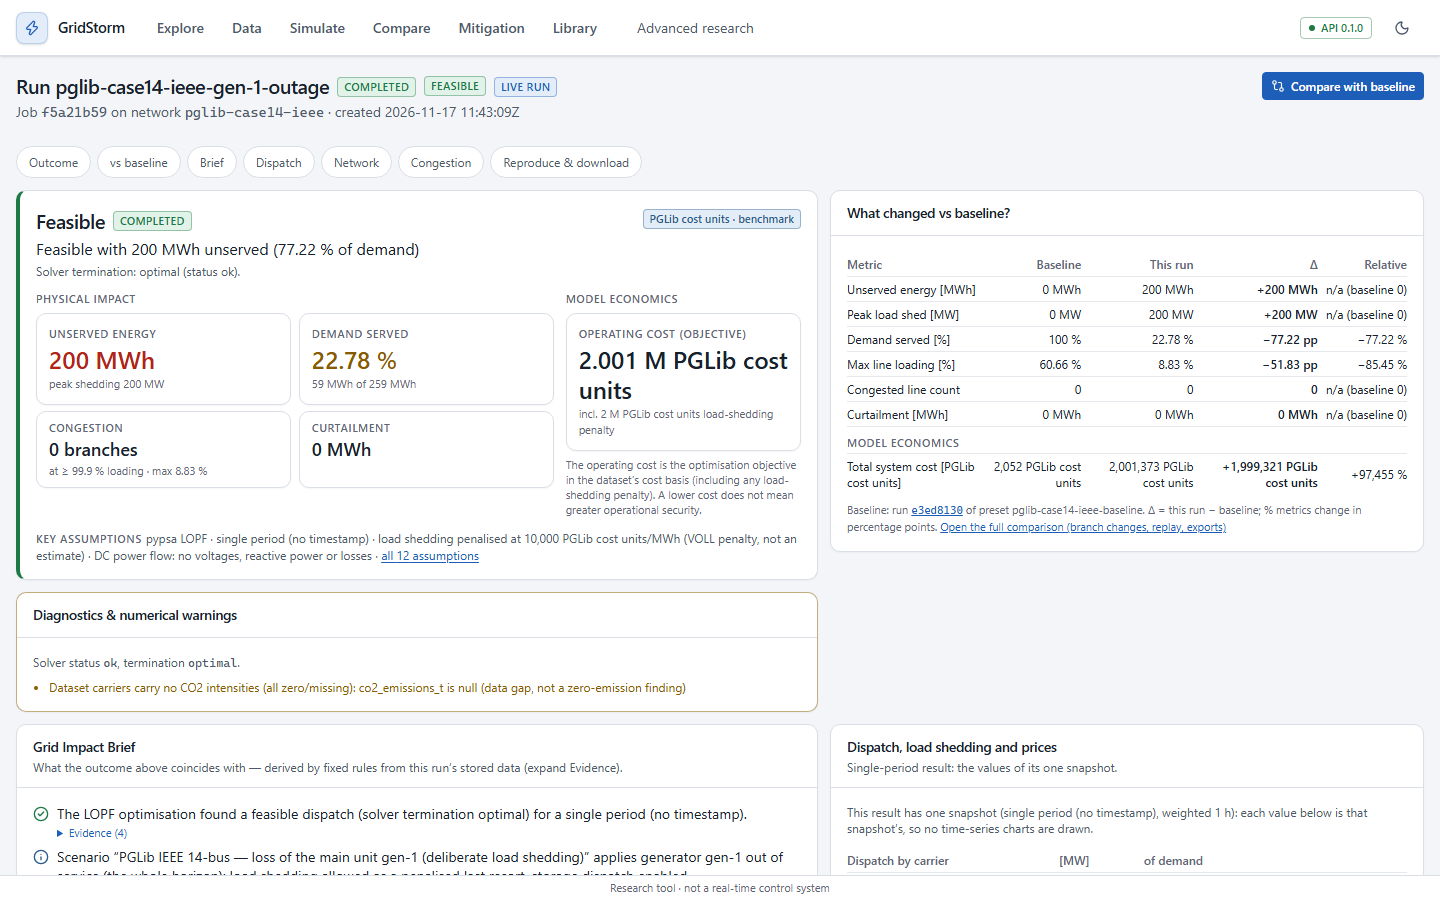 GridStorm
Explore
Data
Simulate
Compare
Mitigation
Library
Advanced research
API 0.1.0
Run pglib-case14-ieee-gen-1-outage
COMPLETED
FEASIBLE
LIVE RUN
Compare with baseline
Job f5a21b59 on network pglib-case14-ieee · created 2026-11-17 11:43:09Z
Outcome
vs baseline
Brief
Dispatch
Network
Congestion
Reproduce & download
Feasible
COMPLETED
PGLib cost units · benchmark
Feasible with 200 MWh unserved (77.22 % of demand)
Solver termination: optimal (status ok).
PHYSICAL IMPACT
UNSERVED ENERGY
200 MWh
peak shedding 200 MW
DEMAND SERVED
22.78 %
59 MWh of 259 MWh
CONGESTION
0 branches
at ≥ 99.9 % loading · max 8.83 %
CURTAILMENT
0 MWh
MODEL ECONOMICS
OPERATING COST (OBJECTIVE)
2.001 M PGLib cost
units
incl. 2 M PGLib cost units load-shedding
penalty
The operating cost is the optimisation objective
in the dataset's cost basis (including any load-
shedding penalty). A lower cost does not mean
greater operational security.
KEY ASSUMPTIONS pypsa LOPF · single period (no timestamp) · load shedding penalised at 10,000 PGLib cost units/MWh (VOLL penalty, not an
estimate) · DC power flow: no voltages, reactive power or losses · all 12 assumptions
What changed vs baseline?
Metric Baseline This run Δ Relative
Unserved energy [MWh] 0 MWh 200 MWh +200 MWh n/a (baseline 0)
Peak load shed [MW] 0 MW 200 MW +200 MW n/a (baseline 0)
Demand served [%] 100 % 22.78 % −77.22 pp −77.22 %
Max line loading [%] 60.66 % 8.83 % −51.83 pp −85.45 %
Congested line count 0 0 0 n/a (baseline 0)
Curtailment [MWh] 0 MWh 0 MWh 0 MWh n/a (baseline 0)
MODEL ECONOMICS
Total system cost [PGLib 2,052 PGLib cost 2,001,373 PGLib +1,999,321 PGLib +97,455 %
cost units] units cost units cost units
Baseline: run e3ed8130 of preset pglib-case14-ieee-baseline. Δ = this run − baseline; % metrics change in
percentage points. Open the full comparison (branch changes, replay, exports)
Diagnostics & numerical warnings
Solver status ok, termination optimal.
• Dataset carriers carry no CO2 intensities (all zero/missing): co2_emissions_t is null (data gap, not a zero-emission finding)
Grid Impact Brief
What the outcome above coincides with — derived by fixed rules from this run's stored data (expand Evidence).
The LOPF optimisation found a feasible dispatch (solver termination optimal) for a single period (no timestamp).
Evidence (4)
Scenario “PGLib IEEE 14-bus — loss of the main unit gen-1 (deliberate load shedding)” applies generator gen-1 out of
service (the whole horizon); load shedding allowed as a penalised last resort, storage dispatch enabled.
Dispatch, load shedding and prices
Single-period result: the values of its one snapshot.
This result has one snapshot (single period (no timestamp), weighted 1 h): each value below is that
snapshot's, so no time-series charts are drawn.
Dispatch by carrier [MW] of demand
Research tool · not a real-time control system